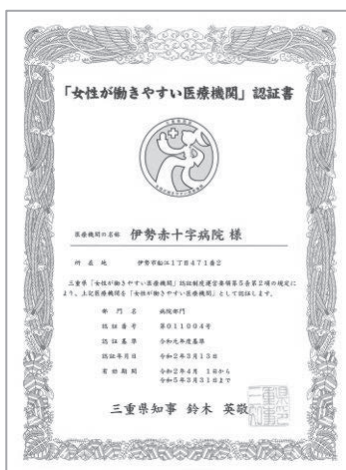 「女性が働きやすい医療機関」認証書
医療機関の名称 伊勢赤十字病院 様
所在地 伊勢市船江1丁目471番2
三重県「女性が働きやすい医療機関」認証制度運営要領第5条第2項の規定に
より、上記医療機関を「女性が働きやすい医療機関」として認証します。
部門名 病院部門
認証番号 第011004号
認証基準 令和元年度基準
認証年月日 令和2年3月13日
有効期間 令和2年4月1日から
令和5年3月31日まで
三重県知事 鈴木 英敬